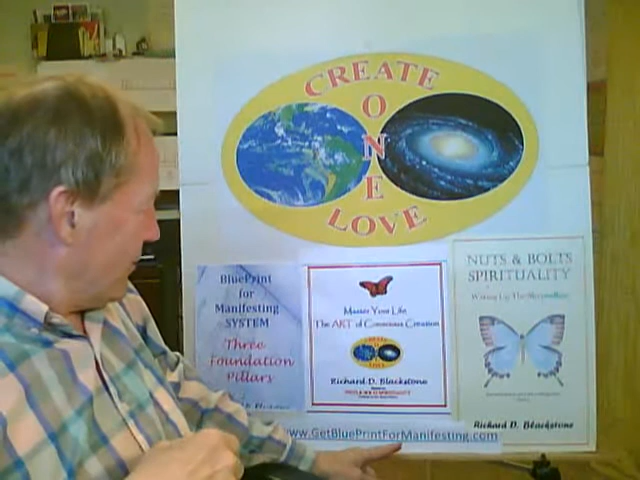 CREATE
ONE
LOVE
BluePrint
for
Manifesting
SYSTEM
Three
Foundation
Pillars
Master Your Life
The ART of Conscious Creation
Richard D. Blackstone
NUTS & BOLTS
SPIRITUALITY
Richard D. Blackstone
www.GetBluePrintForManifesting.com